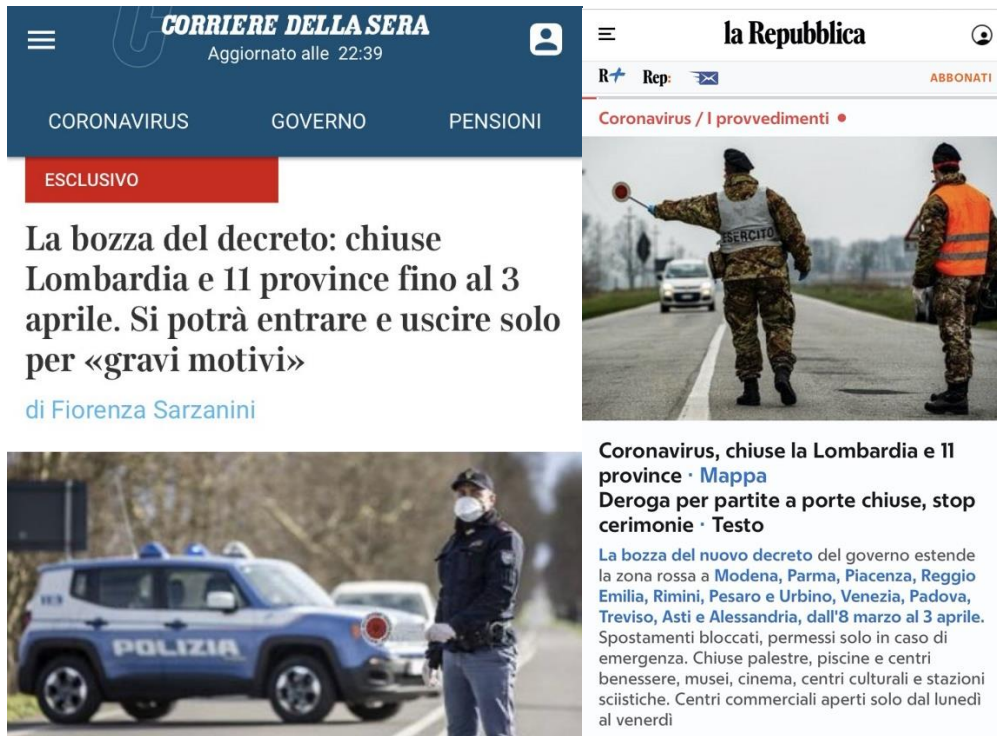 CORRIERE DELLA SERA
Aggiornato alle 22:39
CORONAVIRUS GOVERNO PENSIONI
ESCLUSIVO
La bozza del decreto: chiuse
Lombardia e 11 province fino al 3
aprile. Si potrà entrare e uscire solo
per «gravi motivi»
di Fiorenza Sarzanini
POLIZIA
la Repubblica
R+ Rep: ABBONATI
Coronavirus / I provvedimenti
ESERCITO
Coronavirus, chiuse la Lombardia e 11
province · Mappa
Deroga per partite a porte chiuse, stop
cerimonie · Testo
La bozza del nuovo decreto del governo estende
la zona rossa a Modena, Parma, Piacenza, Reggio
Emilia, Rimini, Pesaro e Urbino, Venezia, Padova,
Treviso, Asti e Alessandria, dall'8 marzo al 3 aprile.
Spostamenti bloccati, permessi solo in caso di
emergenza. Chiuse palestre, piscine e centri
benessere, musei, cinema, centri culturali e stazioni
sciistiche. Centri commerciali aperti solo dal lunedì
al venerdì